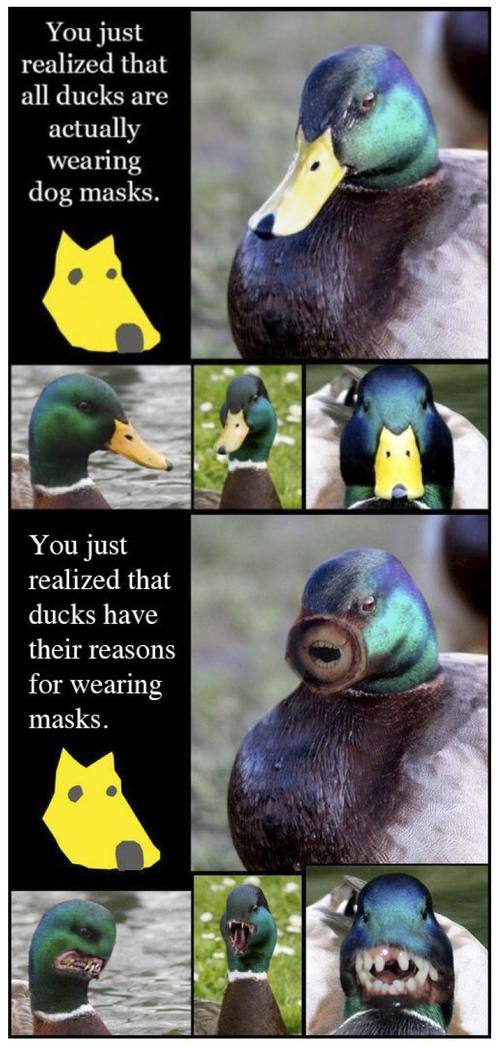 You just
realized that
all ducks are
actually
wearing
dog masks.
You just
realized that
ducks have
their reasons
for wearing
masks.